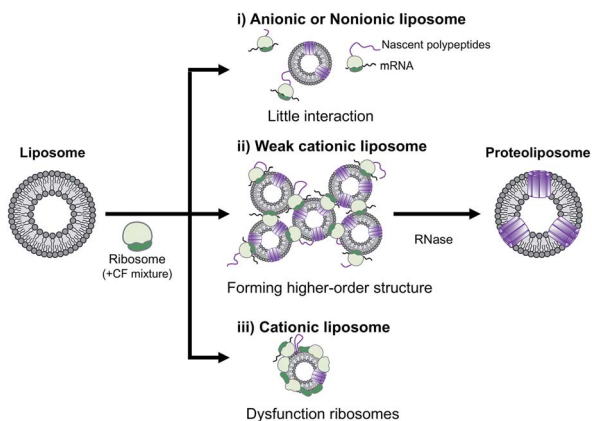 i) Anionic or Nonionic liposome
Nascent polypeptides
mRNA
Little interaction
Liposome
ii) Weak cationic liposome
Proteoliposome
Ribosome
(+CF mixture)
RNase
Forming higher-order structure
iii) Cationic liposome
Dysfunction ribosomes